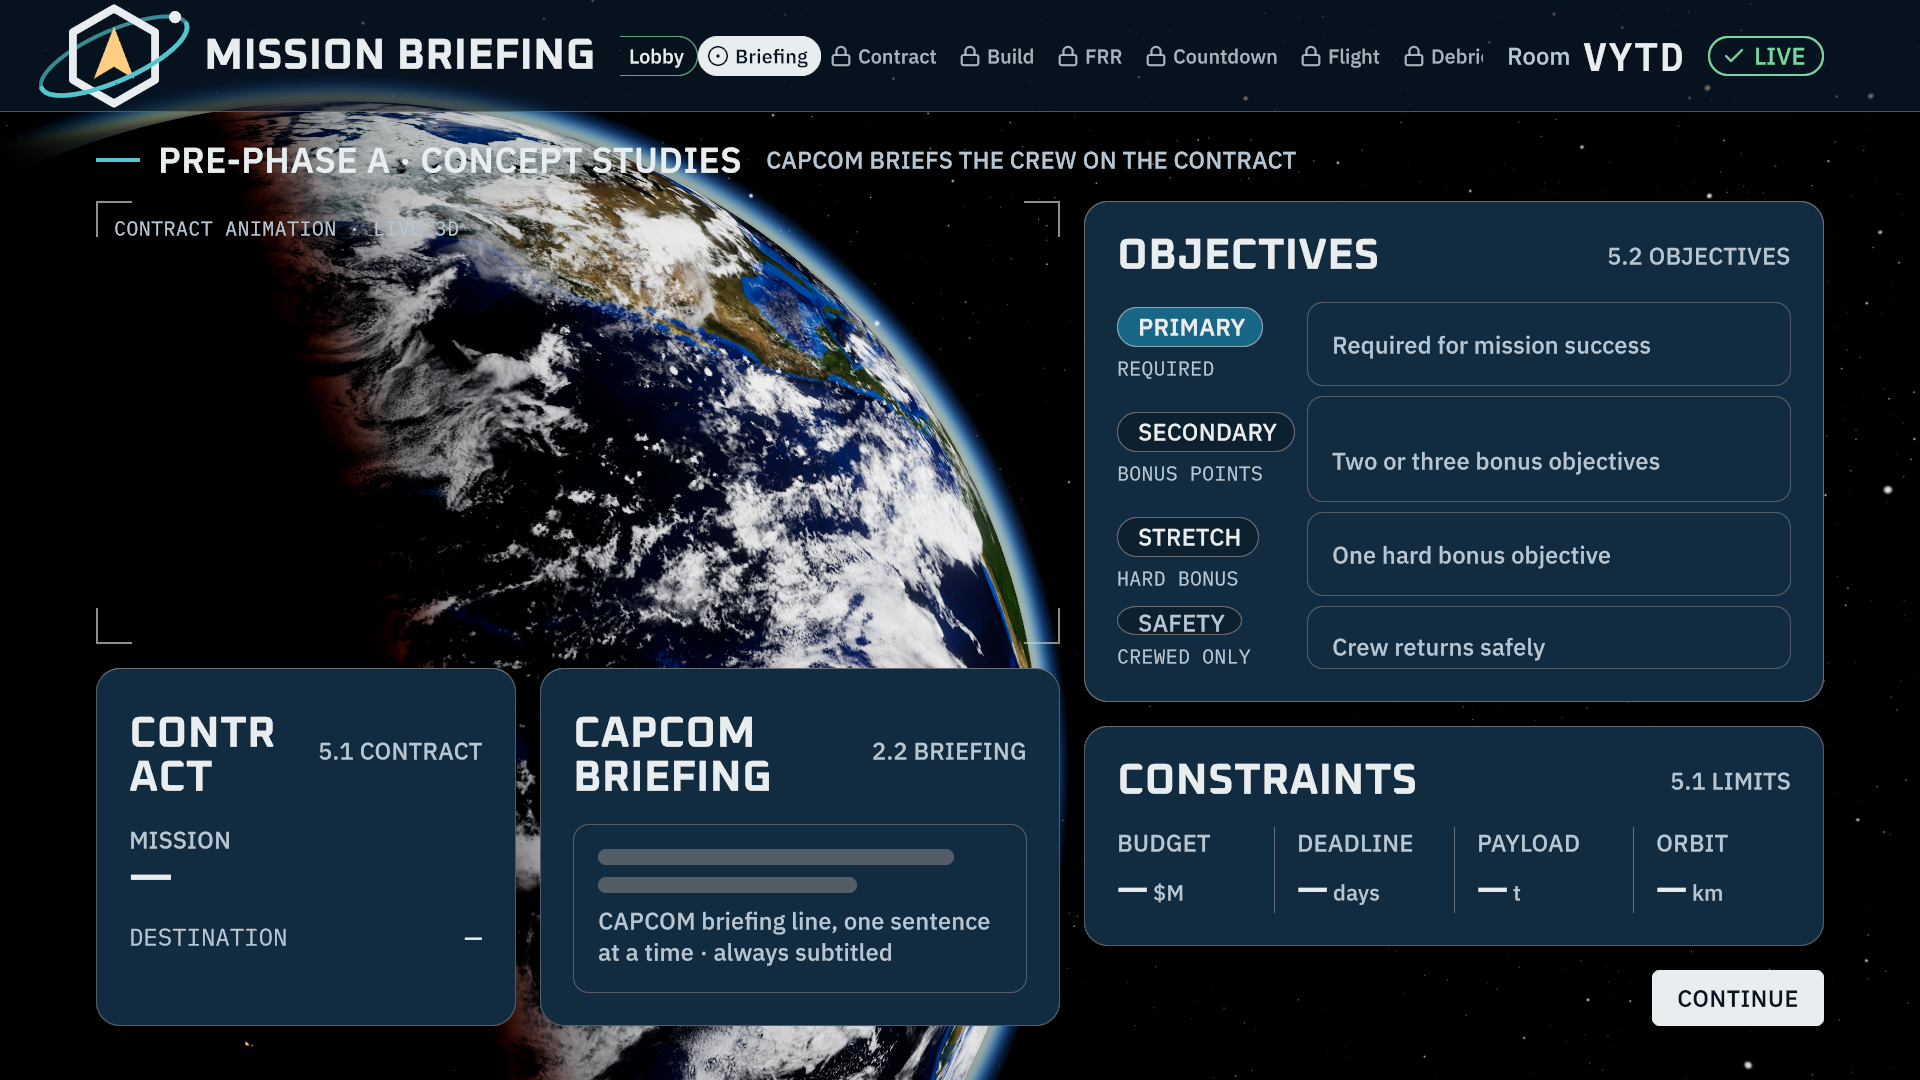 MISSION BRIEFING
Lobby
Briefing
Contract
Build
FRR
Countdown
Flight
Debri
Room VYTD
LIVE
PRE-PHASE A · CONCEPT STUDIES
CAPCOM BRIEFS THE CREW ON THE CONTRACT
CONTRACT ANIMATION · LIVE 3D
OBJECTIVES
5.2 OBJECTIVES
PRIMARY
REQUIRED
Required for mission success
SECONDARY
BONUS POINTS
Two or three bonus objectives
STRETCH
HARD BONUS
One hard bonus objective
SAFETY
CREWED ONLY
Crew returns safely
CONTR
ACT
5.1 CONTRACT
MISSION
—
DESTINATION
—
CAPCOM
BRIEFING
2.2 BRIEFING
CAPCOM briefing line, one sentence
at a time · always subtitled
CONSTRAINTS
5.1 LIMITS
BUDGET
— $M
DEADLINE
— days
PAYLOAD
— t
ORBIT
— km
CONTINUE